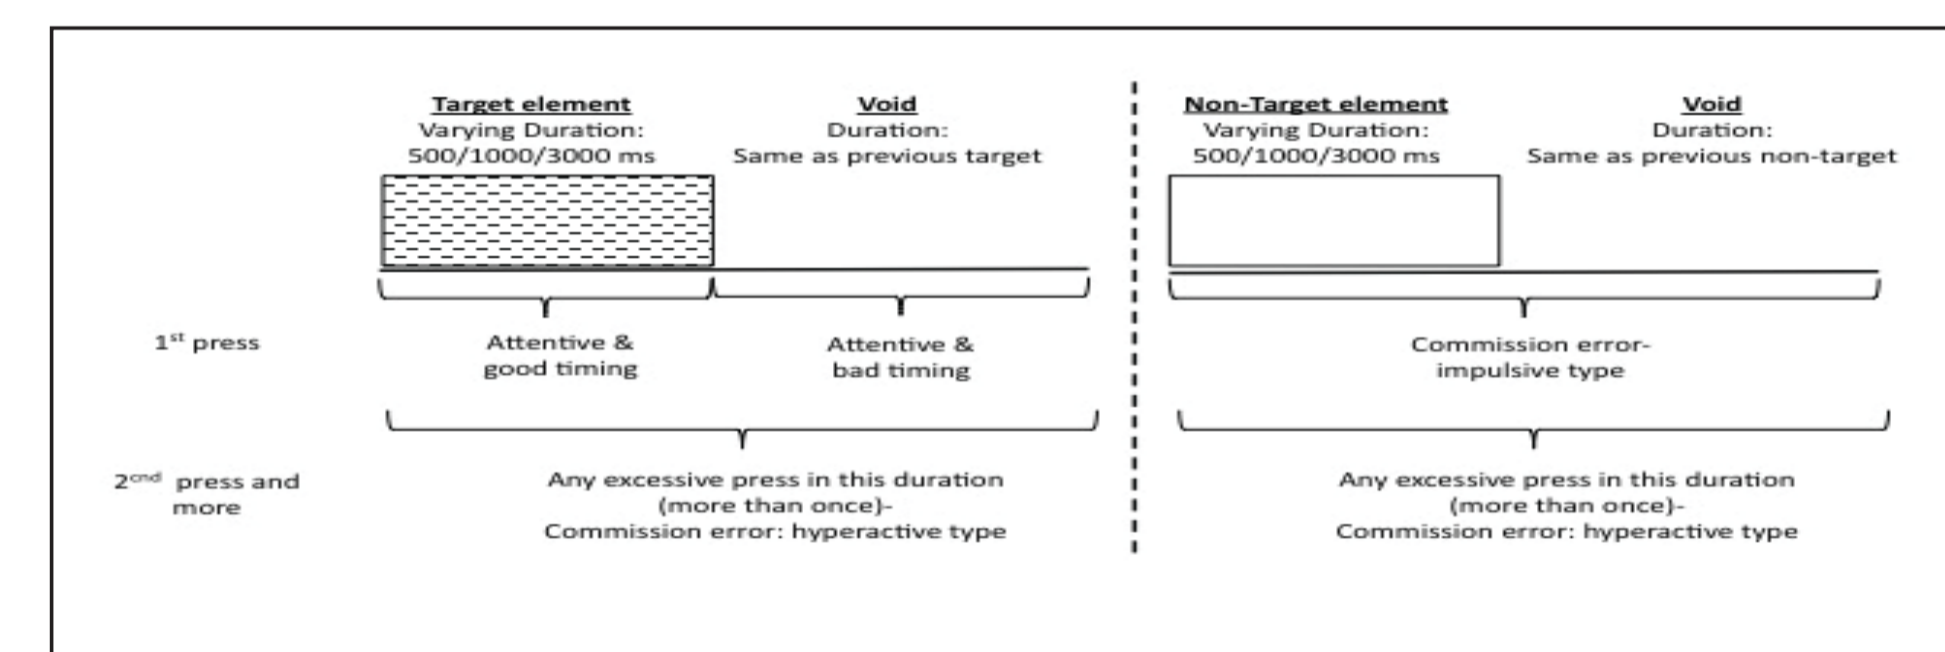 Target element
Varying Duration:
500/1000/3000 ms
Void
Duration:
Same as previous target
Non-Target element
Varying Duration:
500/1000/3000 ms
Void
Duration:
Same as previous non-target
1st press
Attentive &
good timing
Attentive &
bad timing
Commission error-
impulsive type
2cnd press and
more
Any excessive press in this duration
(more than once)-
Commission error: hyperactive type
Any excessive press in this duration
(more than once)-
Commission error: hyperactive type